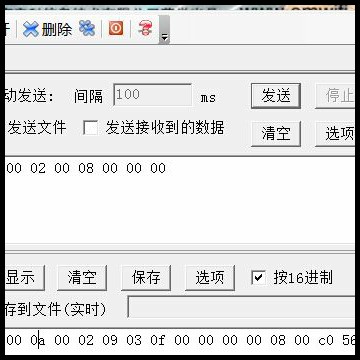 开 删除
动发送: 间隔 100 ms 发送 停止
发送文件 发送接收到的数据 清空 选项
00 02 00 08 00 00 00
显示 清空 保存 选项 按16进制
存到文件(实时)
00 0a 00 02 09 03 0f 00 00 00 00 00 08 00 c0 56